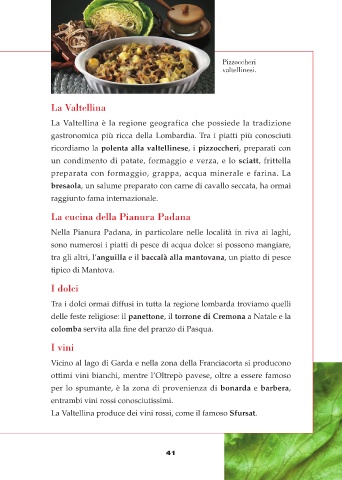 Pizzoccheri
valtellinesi.
La Valtellina
La Valtellina è la regione geografica che possiede la tradizione
gastronomica più ricca della Lombardia. Tra i piatti più conosciuti
ricordiamo la polenta alla valtellinese, i pizzoccheri, preparati con
un condimento di patate, formaggio e verza, e lo sciatt, frittella
preparata con formaggio, grappa, acqua minerale e farina. La
bresaola, un salume preparato con carne di cavallo seccata, ha ormai
raggiunto fama internazionale.
La cucina della Pianura Padana
Nella Pianura Padana, in particolare nelle località in riva ai laghi,
sono numerosi i piatti di pesce di acqua dolce: si possono mangiare,
tra gli altri, l'anguilla e il baccalà alla mantovana, un piatto di pesce
tipico di Mantova.
I dolci
Tra i dolci ormai diffusi in tutta la regione lombarda troviamo quelli
delle feste religiose: il panettone, il torrone di Cremona a Natale e la
colomba servita alla fine del pranzo di Pasqua.
I vini
Vicino al lago di Garda e nella zona della Franciacorta si producono
ottimi vini bianchi, mentre l'Oltrepò pavese, oltre a essere famoso
per lo spumante, è la zona di provenienza di bonarda e barbera,
entrambi vini rossi conosciutissimi.
La Valtellina produce dei vini rossi, come il famoso Sfursat.
41